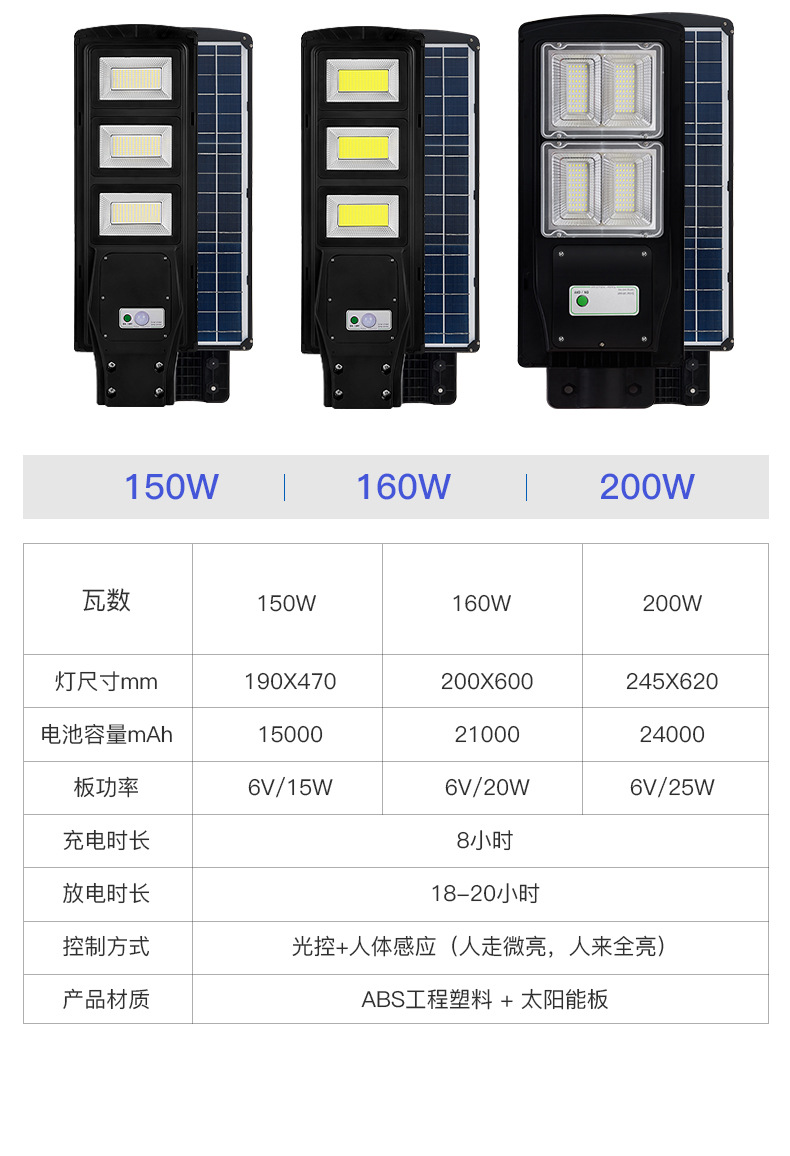 150W 160W 200W
瓦数 150W 160W 200W
灯尺寸mm 190X470 200X600 245X620
电池容量mAh 15000 21000 24000
板功率 6V/15W 6V/20W 6V/25W
充电时长 8小时
放电时长 18-20小时
控制方式 光控+人体感应（人走微亮，人来全亮）
产品材质 ABS工程塑料 + 太阳能板